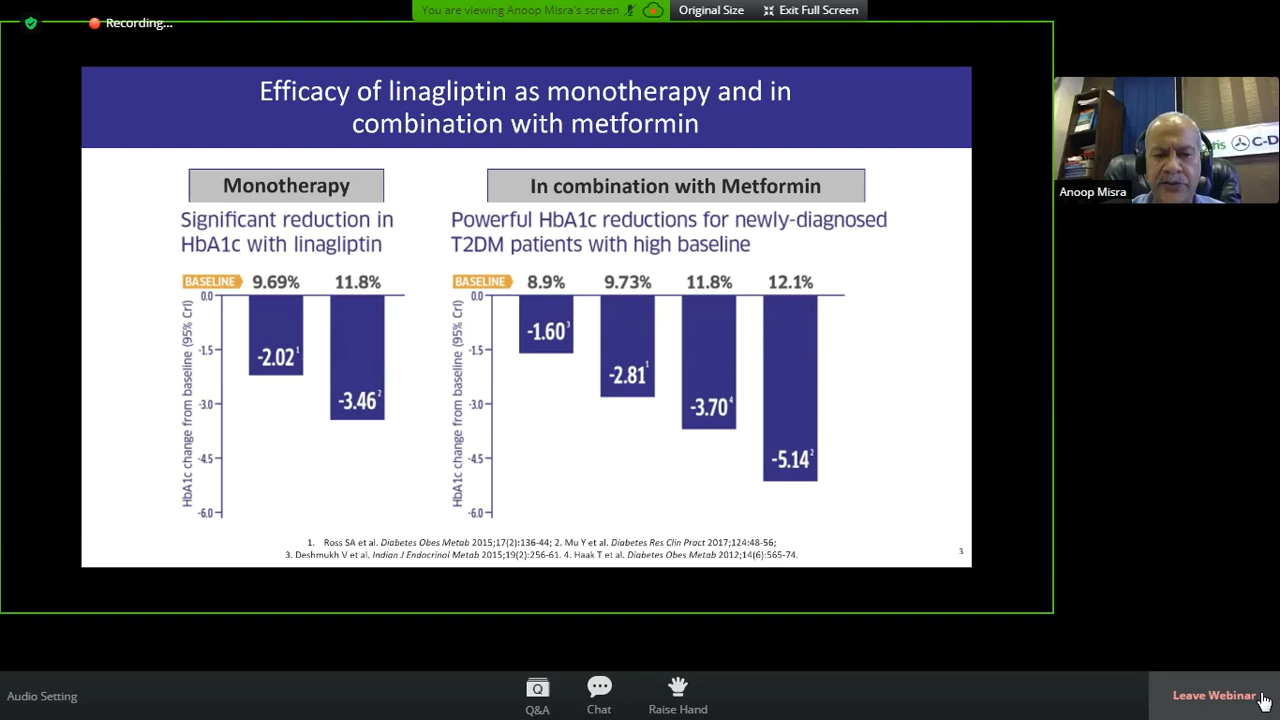 You are viewing Anoop Misra's screen
Original Size
Exit Full Screen
Recording...
Efficacy of linagliptin as monotherapy and in
combination with metformin
Monotherapy
Significant reduction in
HbA1c with linagliptin
BASELINE 9.69% 11.8%
HbA1c change from baseline (95% CrI)
0.0
-1.5
-3.0
-4.5
-6.0
-2.02¹
-3.46²
In combination with Metformin
Powerful HbA1c reductions for newly-diagnosed
T2DM patients with high baseline
BASELINE 8.9% 9.73% 11.8% 12.1%
HbA1c change from baseline (95% CrI)
0.0
-1.5
-3.0
-4.5
-6.0
-1.60³
-2.81¹
-3.70⁴
-5.14²
1. Ross SA et al. Diabetes Obes Metab 2015;17(2):136-44; 2. Mu Y et al. Diabetes Res Clin Pract 2017;124:48-56;
3. Deshmukh V et al. Indian J Endocrinol Metab 2015;19(2):256-61. 4. Haak T et al. Diabetes Obes Metab 2012;14(6):565-74.
3
C-D
Anoop Misra
Audio Setting
Q&A
Chat
Raise Hand
Leave Webinar